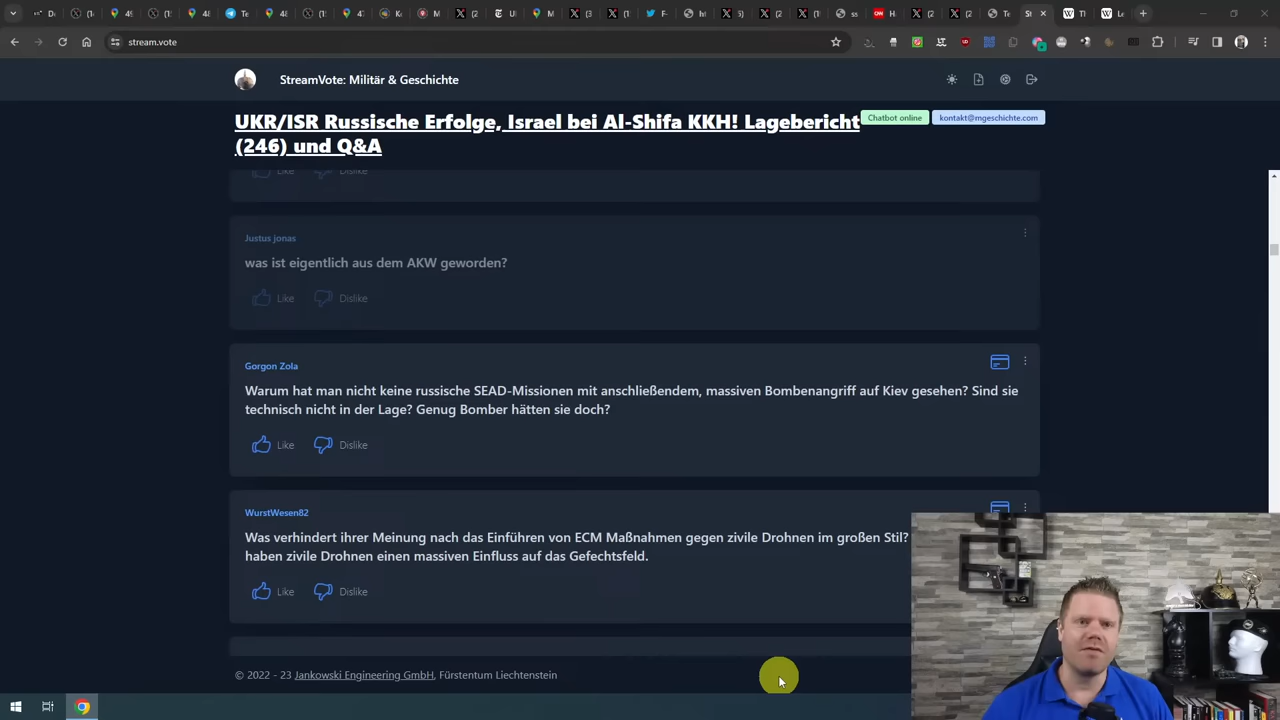 stream.vote
StreamVote: Militär & Geschichte
UKR/ISR Russische Erfolge, Israel bei Al-Shifa KKH! Lagebericht
(246) und Q&A
Chatbot online
kontakt@mgeschichte.com
Like
Dislike
Justus jonas
was ist eigentlich aus dem AKW geworden?
Like
Dislike
Gorgon Zola
Warum hat man nicht keine russische SEAD-Missionen mit anschließendem, massiven Bombenangriff auf Kiev gesehen? Sind sie
technisch nicht in der Lage? Genug Bomber hätten sie doch?
Like
Dislike
WurstWesen82
Was verhindert ihrer Meinung nach das Einführen von ECM Maßnahmen gegen zivile Drohnen im großen Stil?
haben zivile Drohnen einen massiven Einfluss auf das Gefechtsfeld.
Like
Dislike
© 2022 - 23 Jankowski Engineering GmbH, Fürstentum Liechtenstein